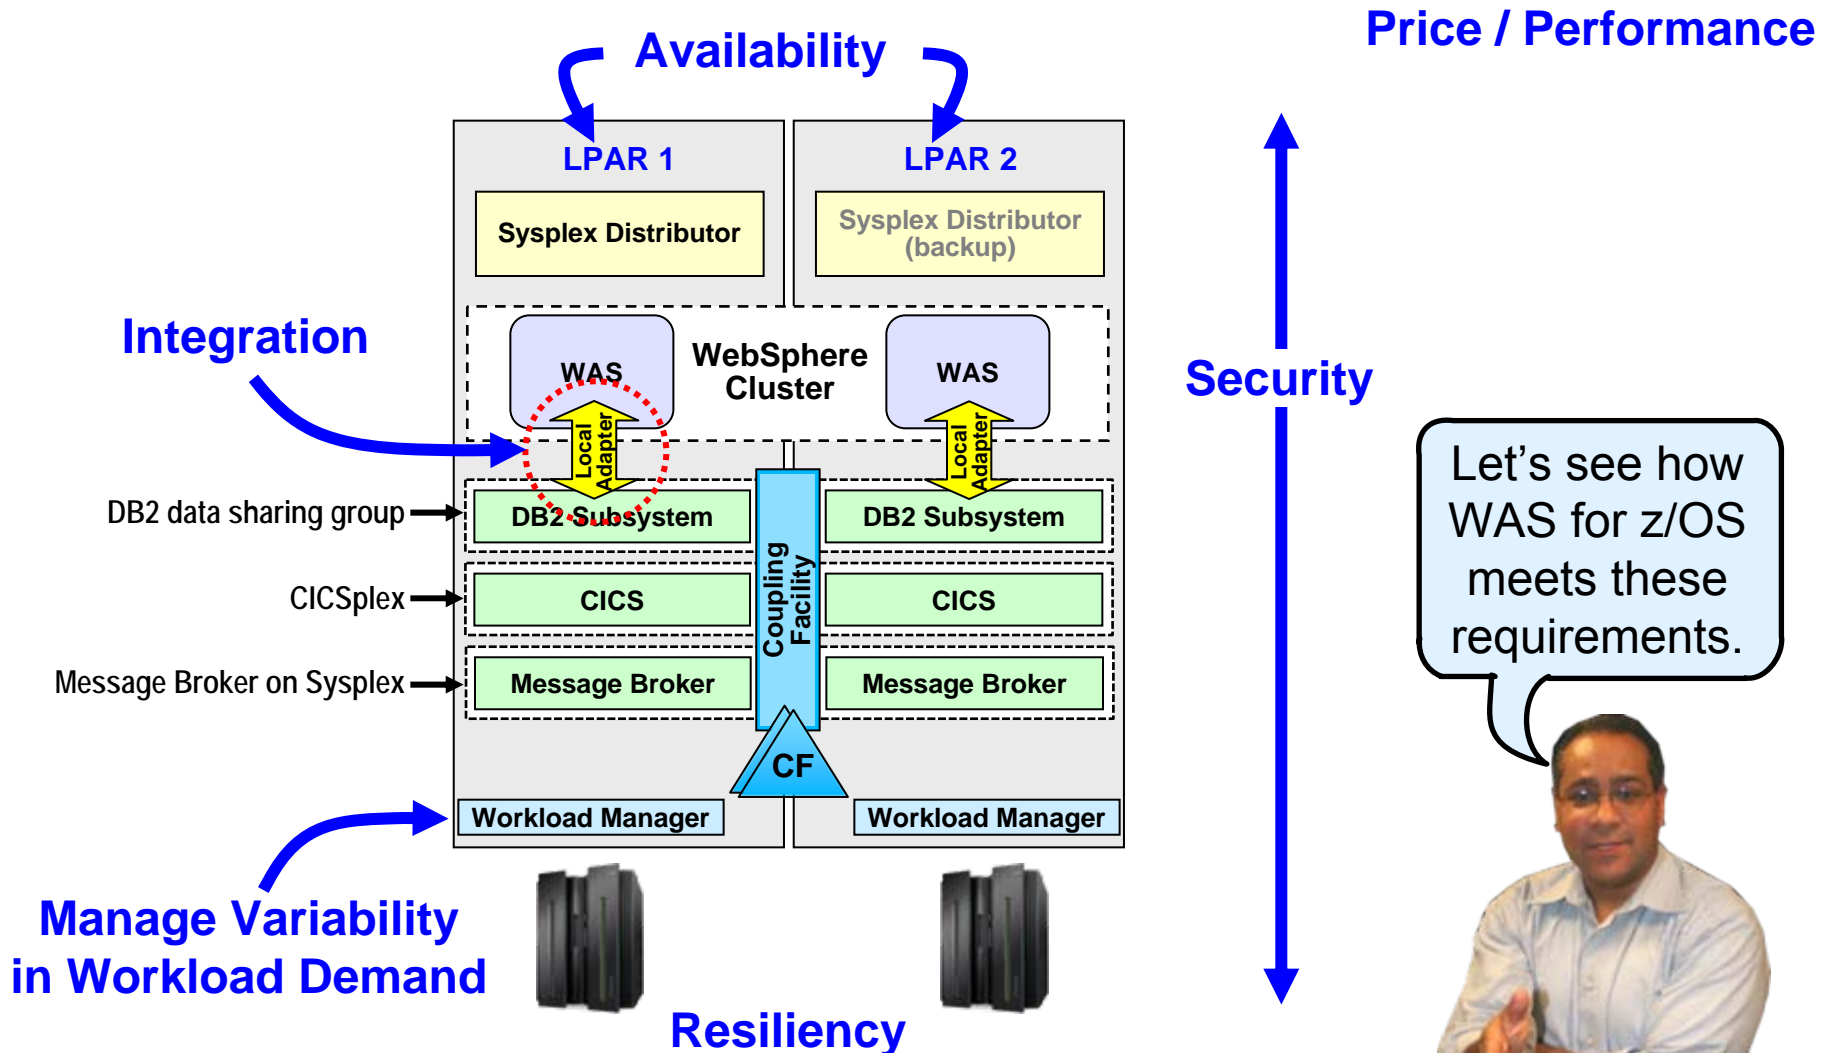 Price / Performance
Availability
LPAR 1
LPAR 2
Sysplex Distributor
Sysplex Distributor
(backup)
Integration
WAS
WebSphere
Cluster
WAS
Security
Local
Adapter
Local
Adapter
Let's see how
WAS for z/OS
meets these
requirements.
DB2 data sharing group
DB2 Subsystem
DB2 Subsystem
Coupling
Facility
CICSplex
CICS
CICS
Message Broker on Sysplex
Message Broker
Message Broker
CF
Workload Manager
Workload Manager
Manage Variability
in Workload Demand
Resiliency